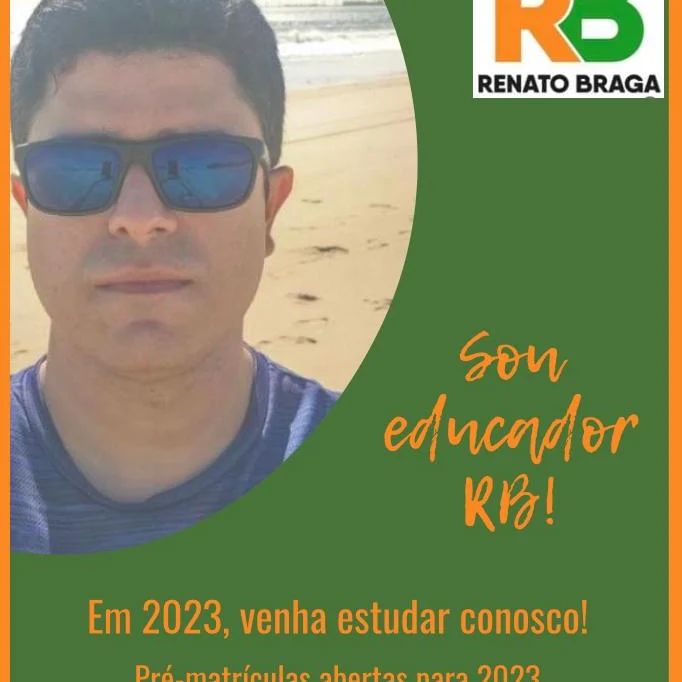 RB
RENATO BRAGA
Sou
educador
RB!
Em 2023, venha estudar conosco!
Pré-matrículas abertas para 2023